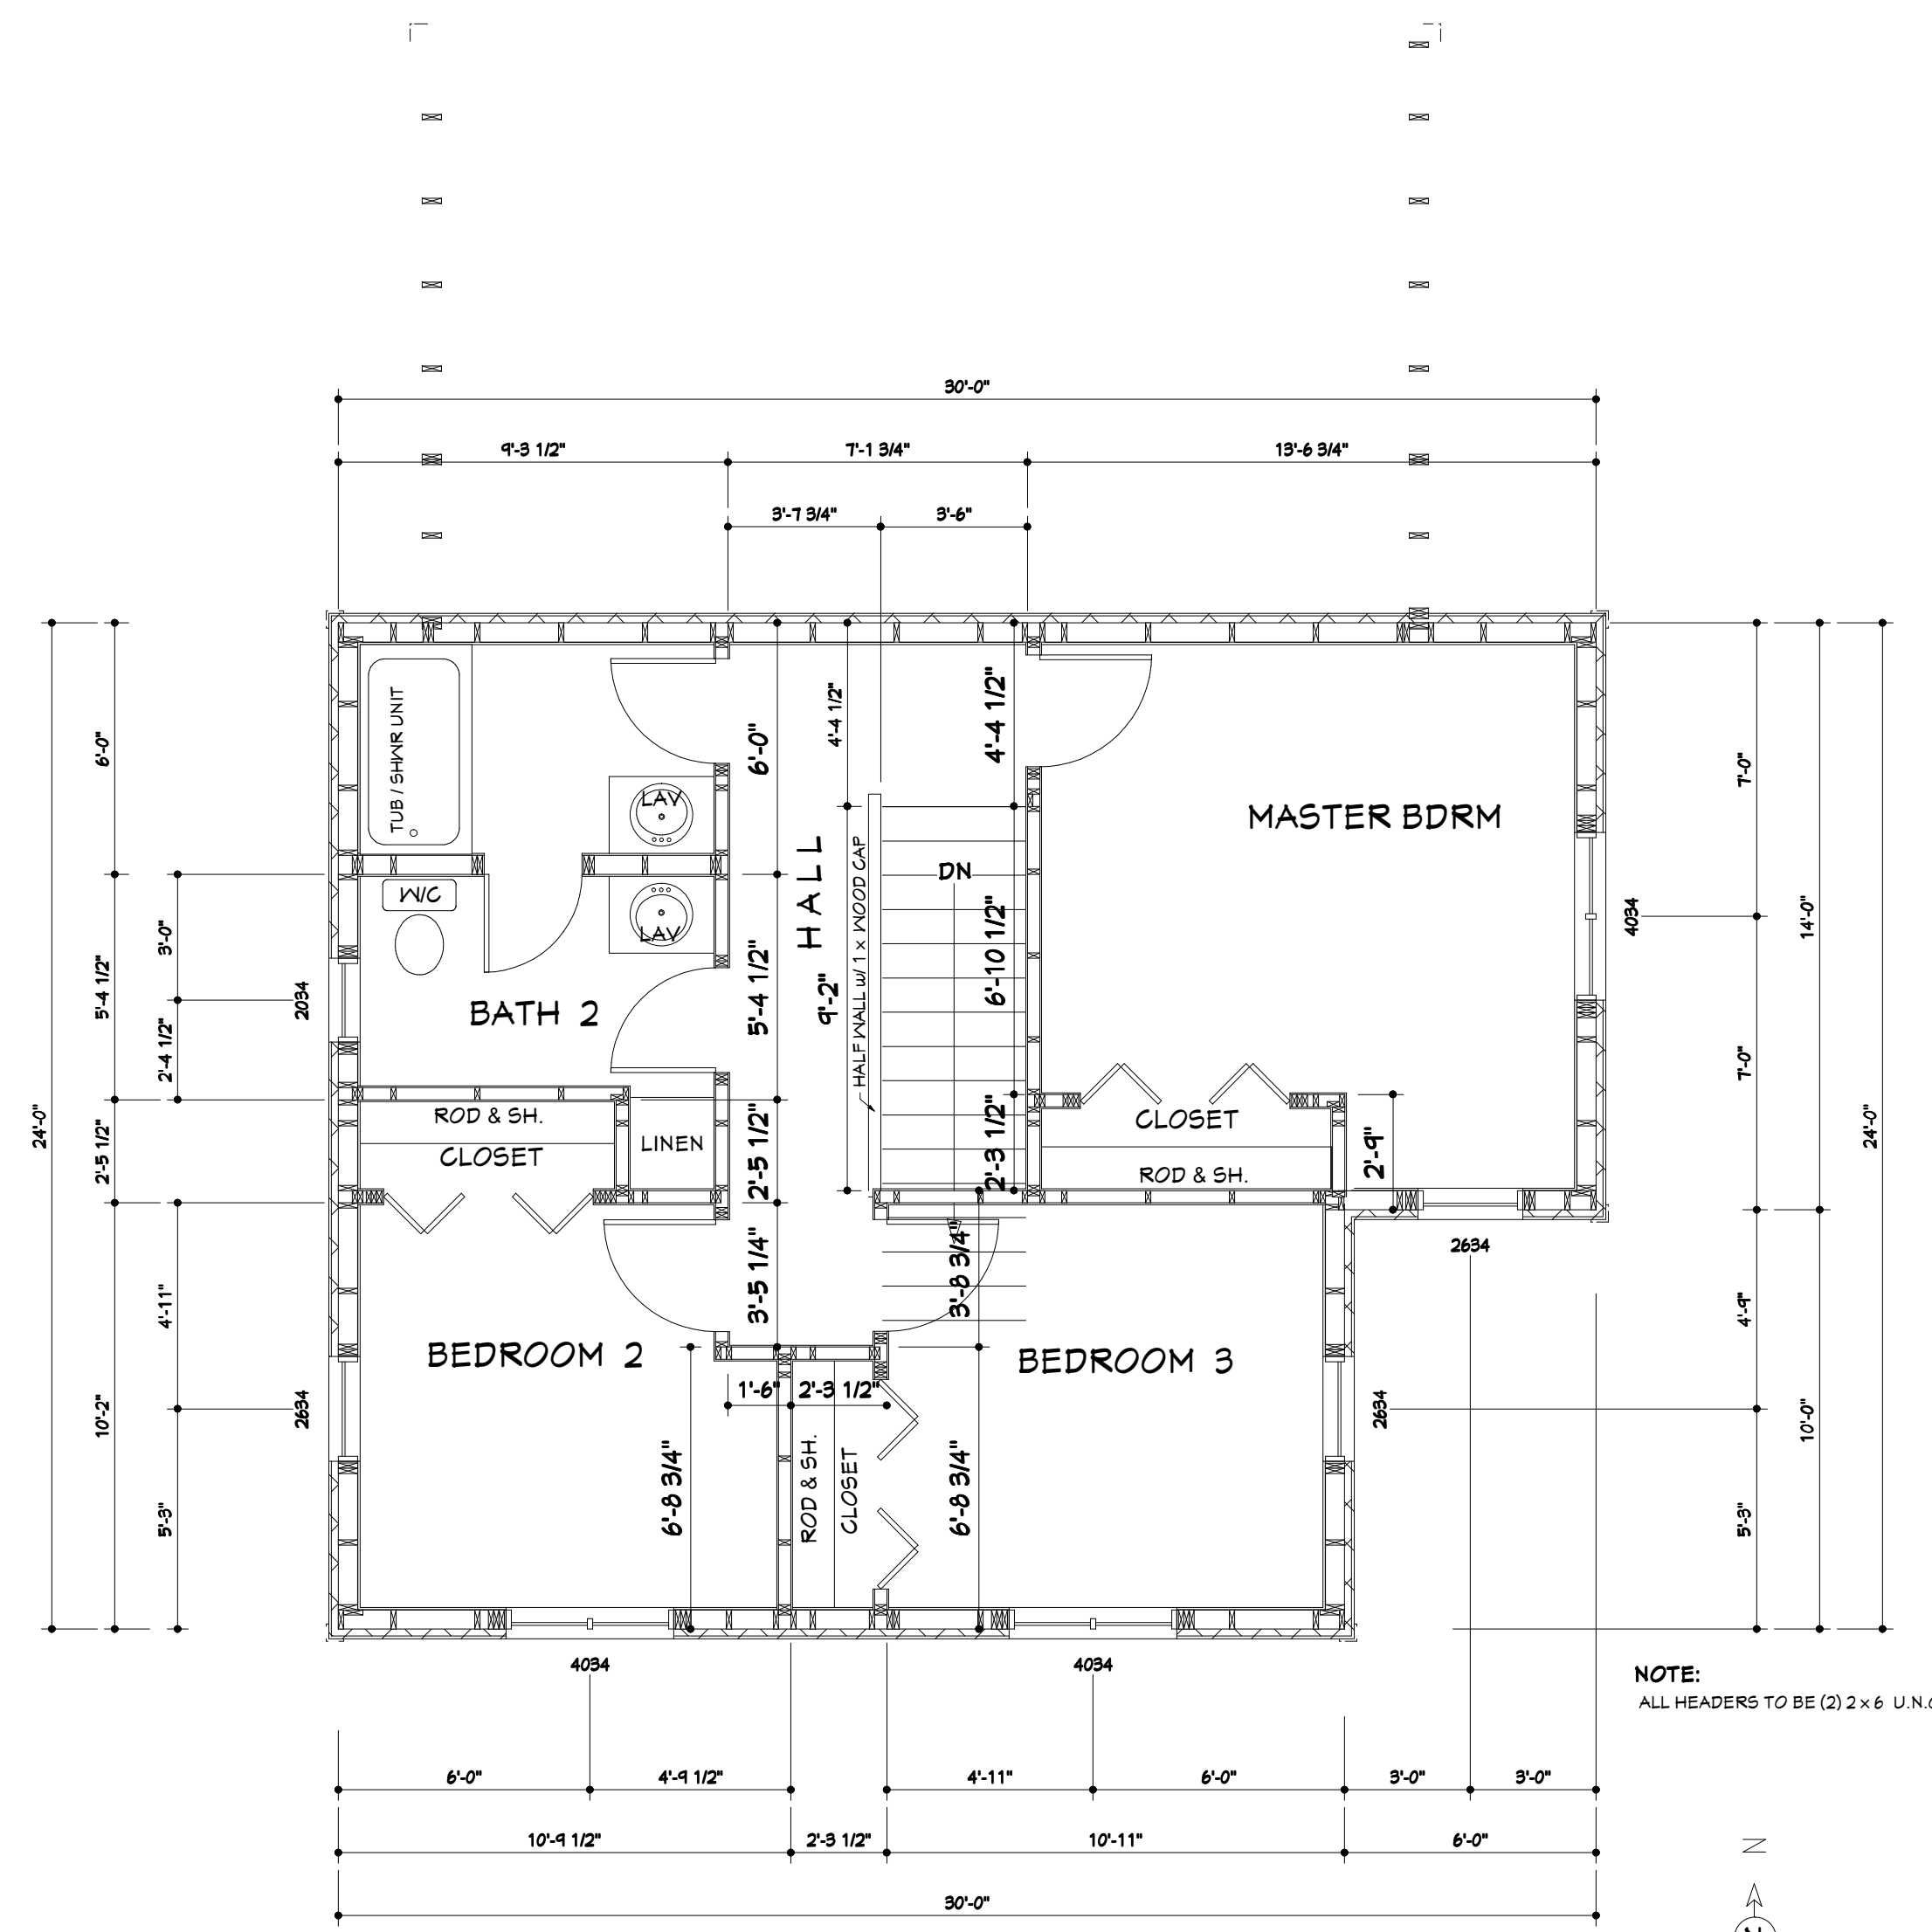 30'-0"
9'-3 1/2"
7'-1 3/4"
13'-6 3/4"
3'-7 3/4"
3'-6"
24'-0"
6'-0"
5'-4 1/2"
2'-5 1/2"
10'-2"
3'-0"
2'-4 1/2"
4'-11"
5'-3"
2034
2634
TUB / SHWR UNIT
LAV
W/C
LAV
BATH 2
ROD & SH.
CLOSET
LINEN
6'-0"
5'-4 1/2"
2'-5 1/2"
3'-5 1/4"
HALL
4'-4 1/2"
9'-2"
HALF WALL w/ 1 x WOOD CAP
DN
4'-4 1/2"
6'-10 1/2"
2'-3 1/2"
MASTER BDRM
CLOSET
ROD & SH.
2'-9"
4034
2634
7'-0"
7'-0"
4'-9"
5'-3"
14'-0"
10'-0"
24'-0"
BEDROOM 2
BEDROOM 3
3'-8 3/4"
1'-6"
2'-3 1/2"
6'-8 3/4"
ROD & SH.
CLOSET
6'-8 3/4"
2634
4034
4034
NOTE:
ALL HEADERS TO BE (2) 2 x 6
6'-0"
4'-9 1/2"
4'-11"
6'-0"
3'-0"
3'-0"
10'-9 1/2"
2'-3 1/2"
10'-11"
6'-0"
30'-0"
N